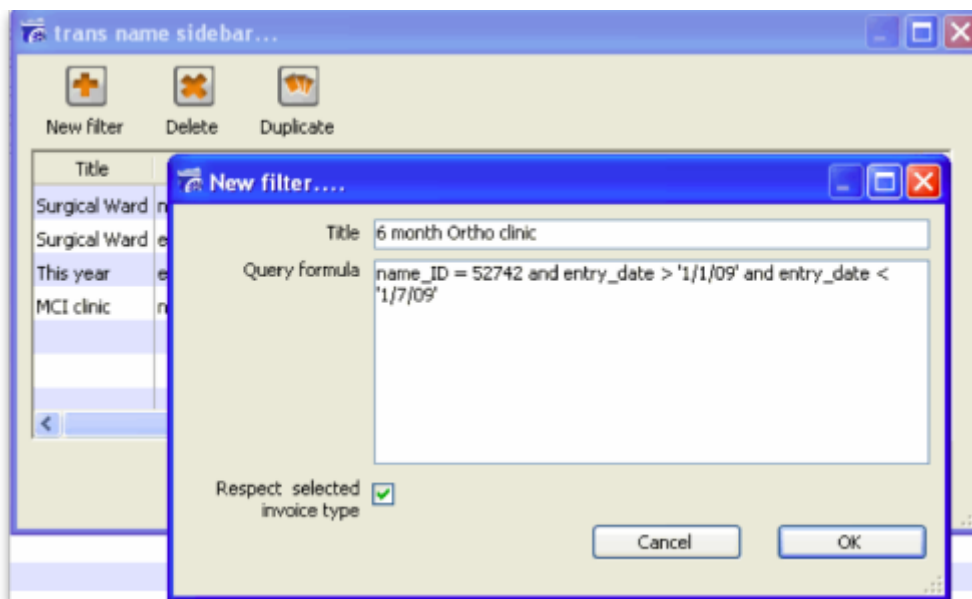 trans name sidebar...
New filter Delete Duplicate
Title
Surgical Ward n
Surgical Ward e
This year e
MCI clinic n
New filter....
Title 6 month Ortho clinic
Query formula name_ID = 52742 and entry_date > '1/1/09' and entry_date <
'1/7/09'
Respect selected
invoice type
Cancel OK